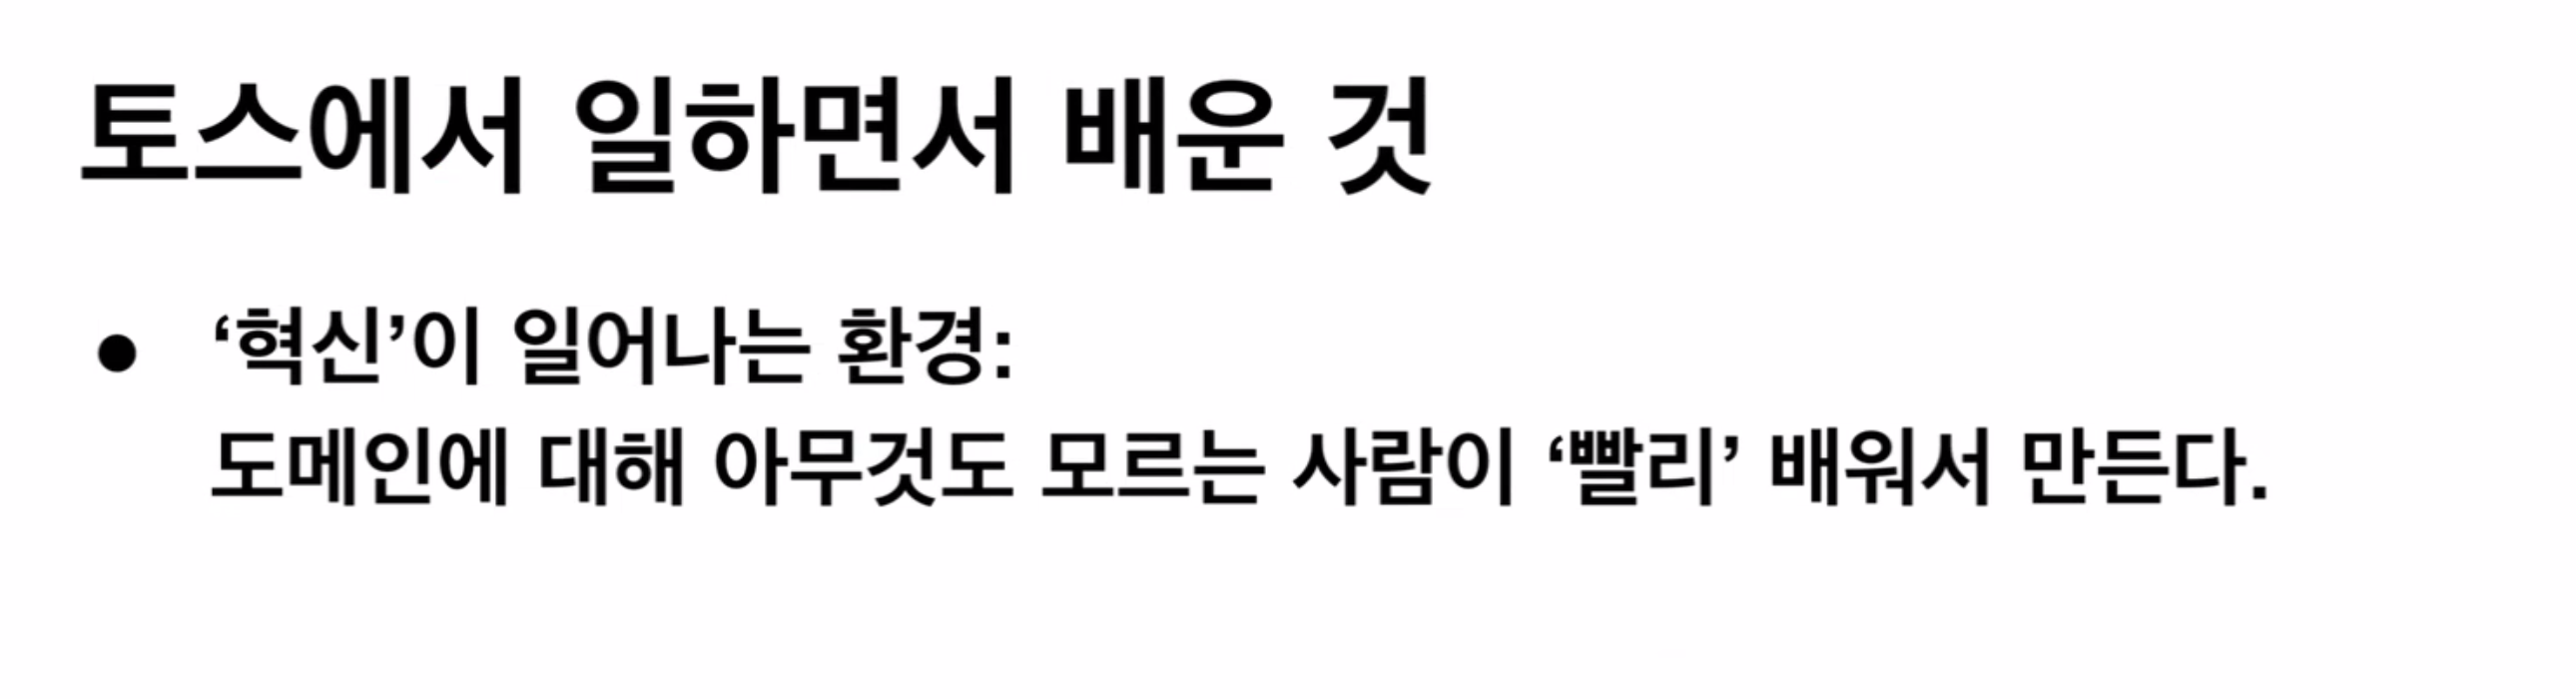 토스에서 일하면서 배운 것
● ‘혁신’이 일어나는 환경:
도메인에 대해 아무것도 모르는 사람이 ‘빨리’ 배워서 만든다.